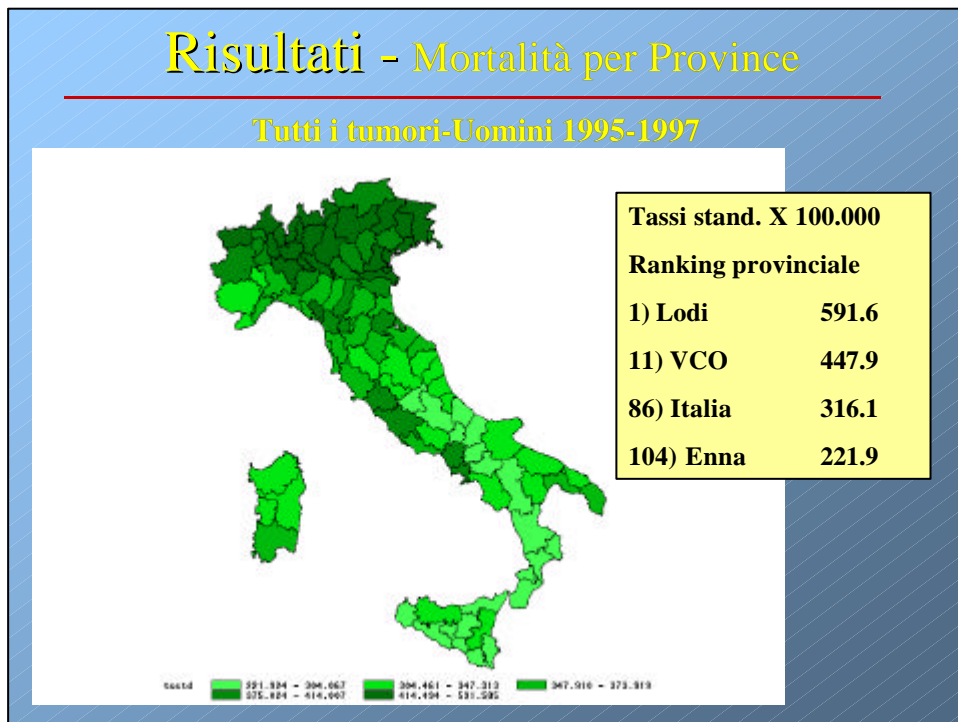 Risultati - Mortalità per Province
Tutti i tumori-Uomini 1995-1997
Tassi stand. X 100.000
Ranking provinciale
1) Lodi 591.6
11) VCO 447.9
86) Italia 316.1
104) Enna 221.9